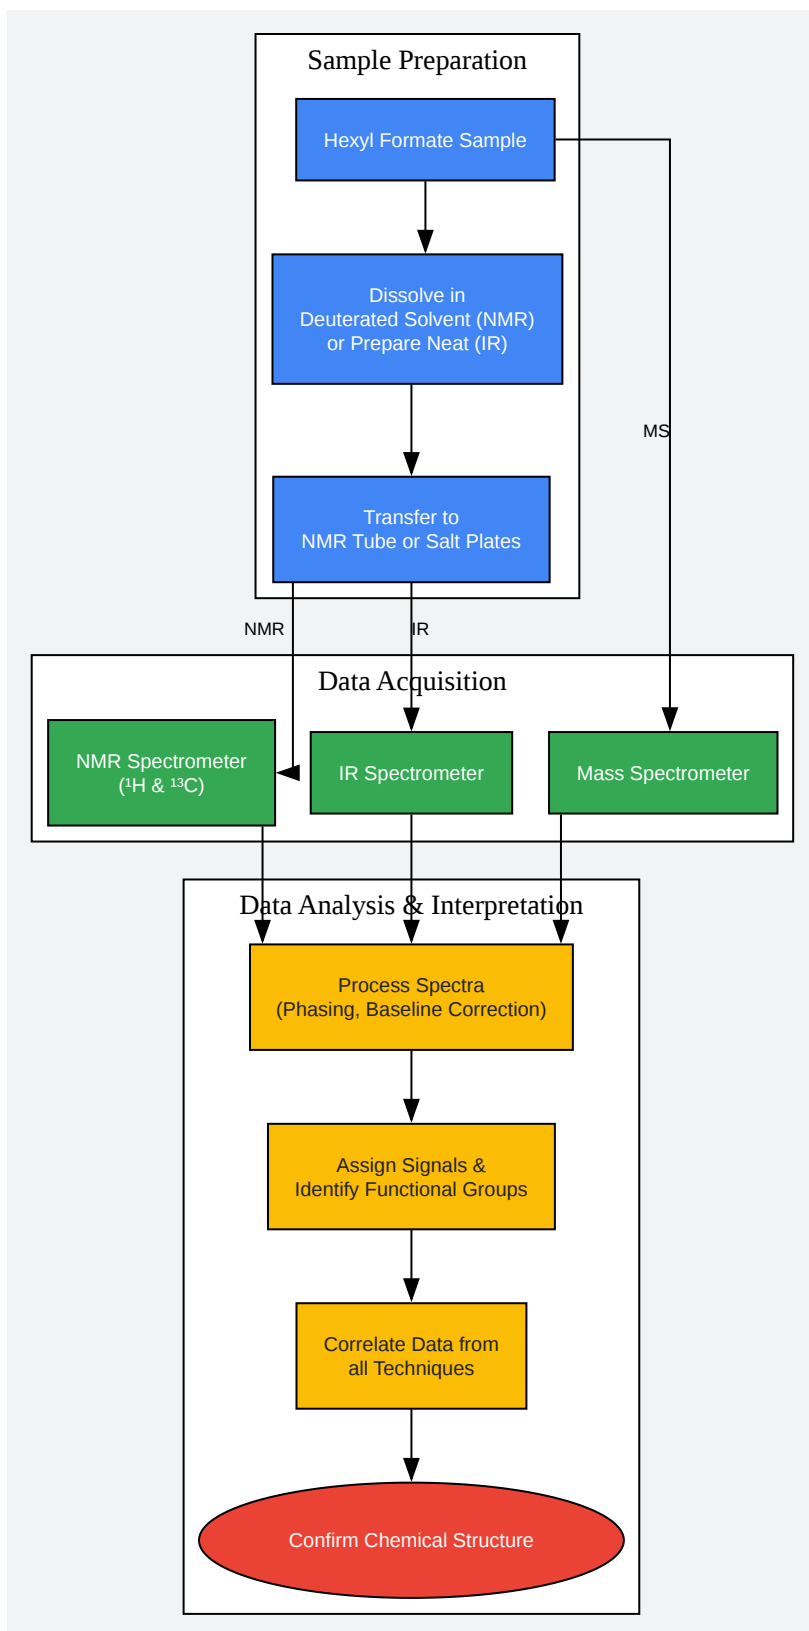 Sample Preparation
Hexyl Formate Sample
Dissolve in
Deuterated Solvent (NMR)
or Prepare Neat (IR)
MS
Transfer to
NMR Tube or Salt Plates
NMR
IR
Data Acquisition
NMR Spectrometer
(¹H & ¹³C)
IR Spectrometer
Mass Spectrometer
Data Analysis & Interpretation
Process Spectra
(Phasing, Baseline Correction)
Assign Signals &
Identify Functional Groups
Correlate Data from
all Techniques
Confirm Chemical Structure